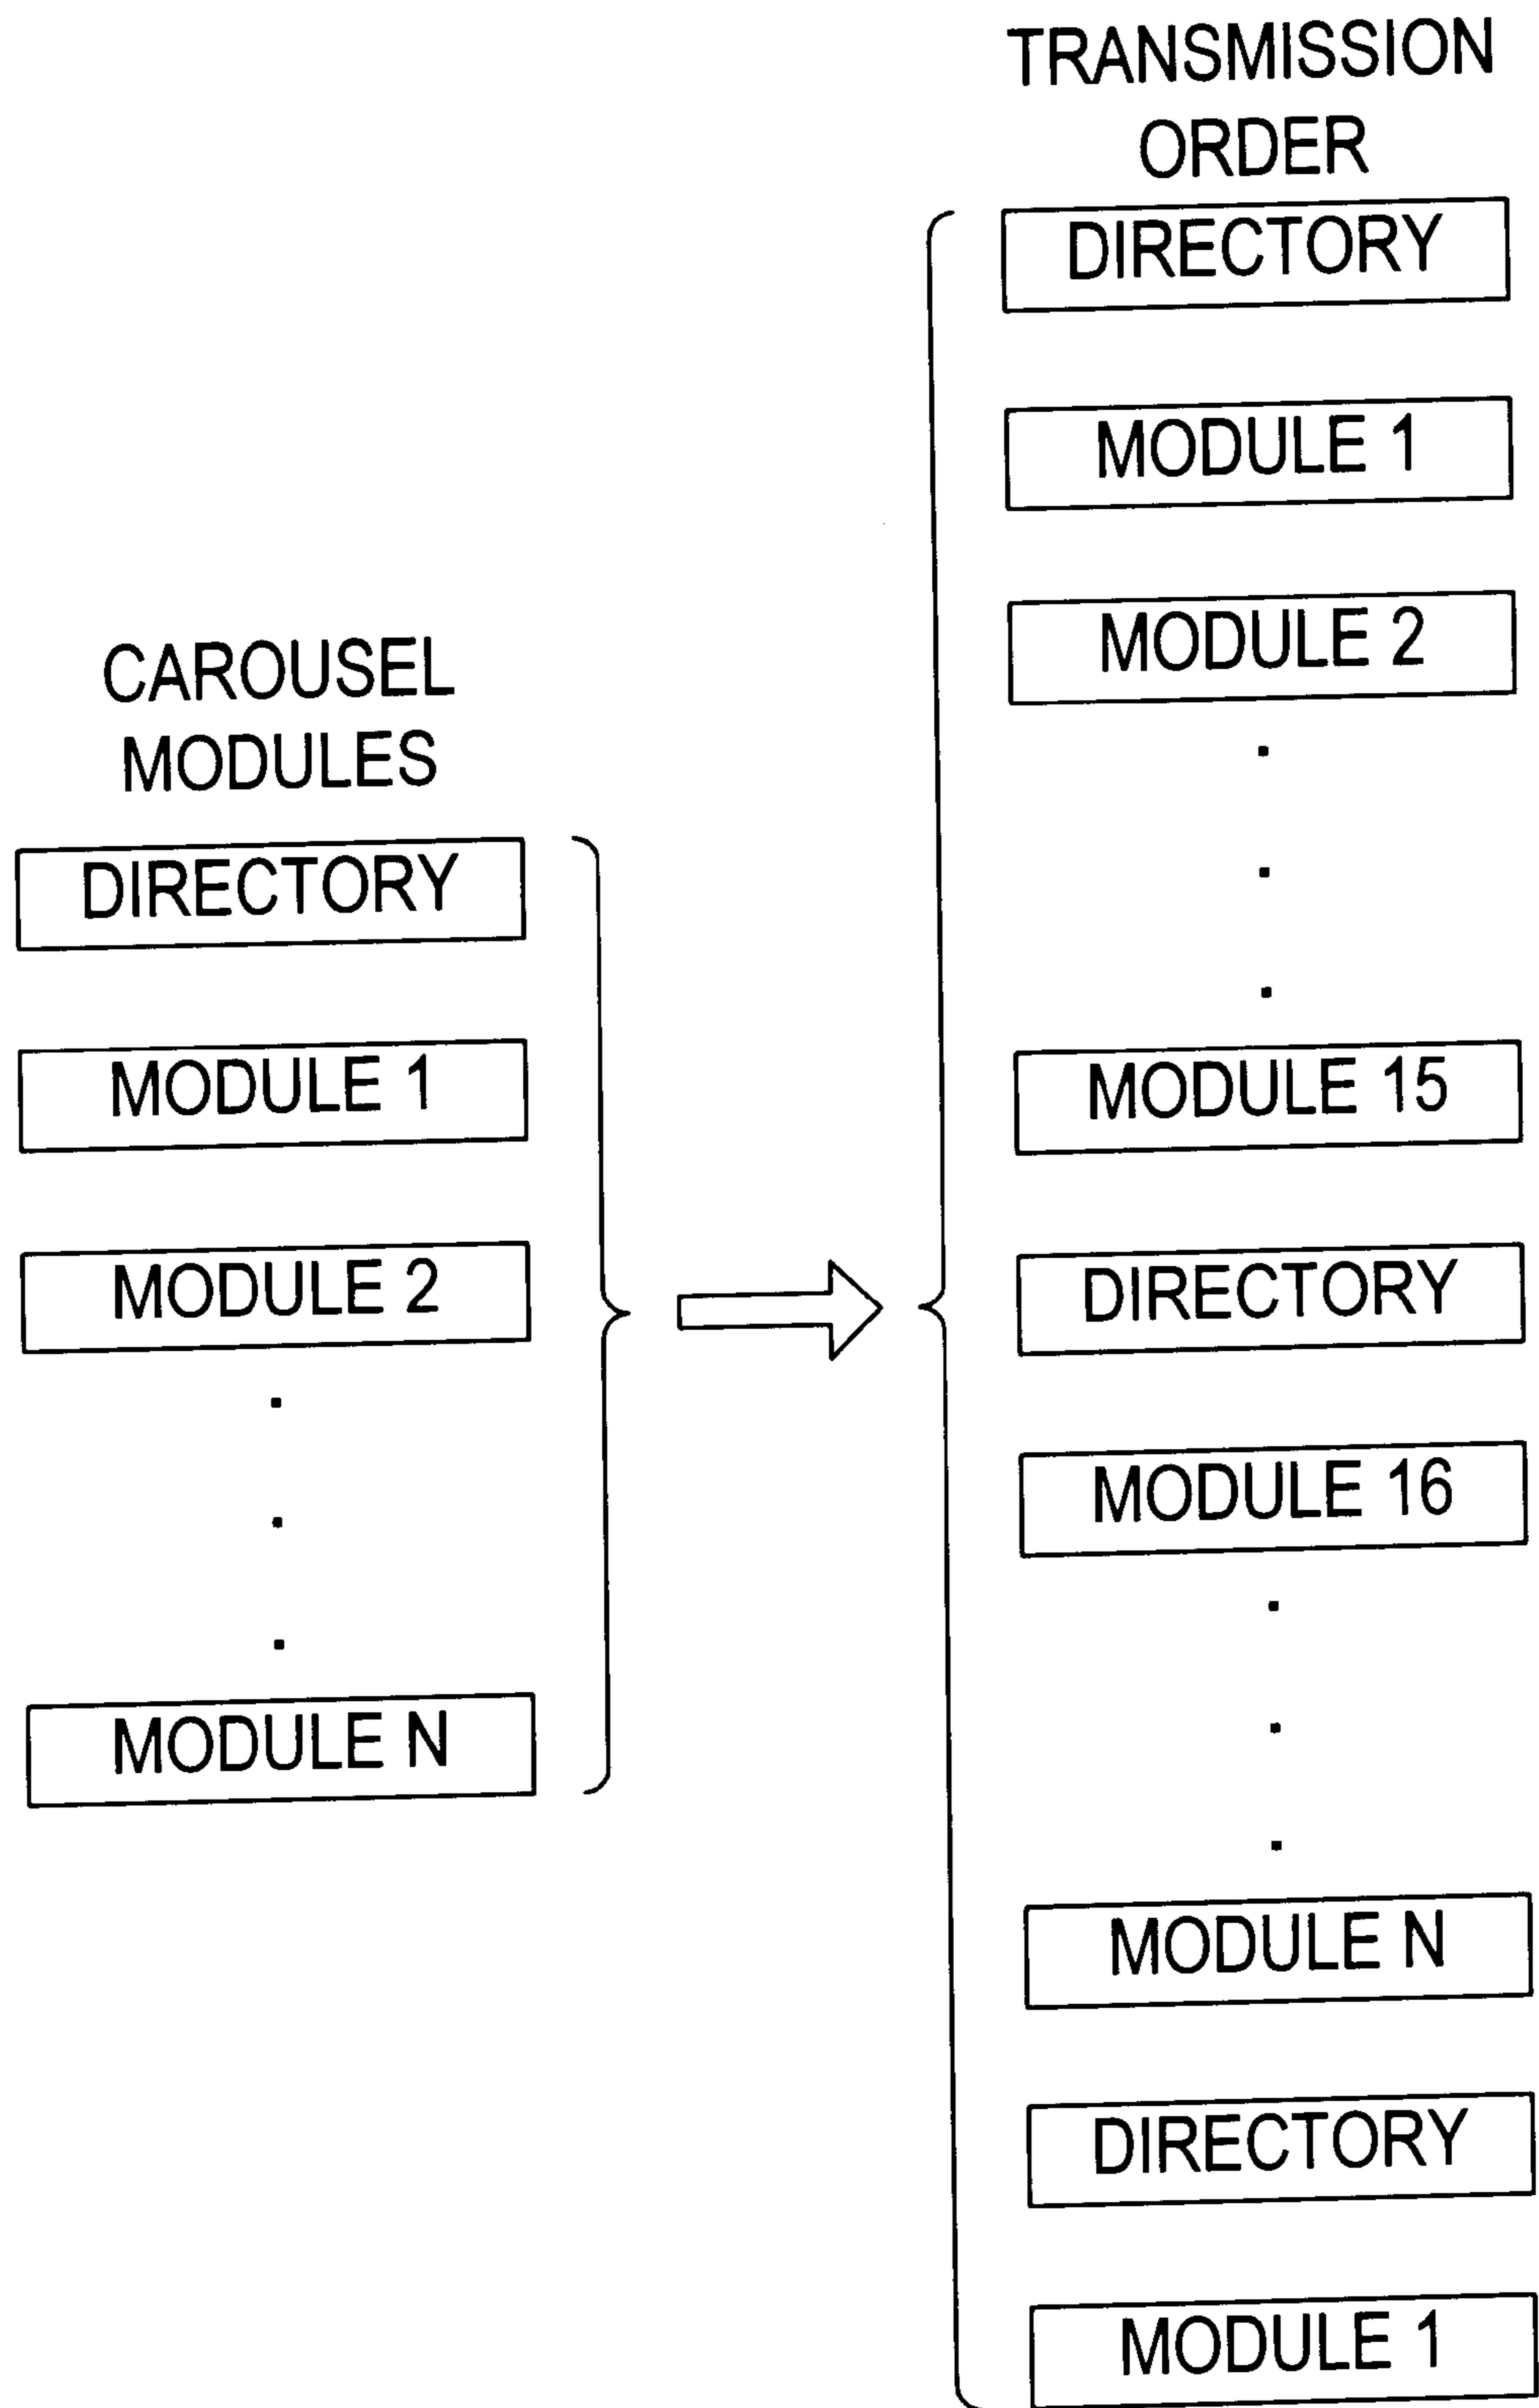 CAROUSEL
MODULES
DIRECTORY
MODULE 1
MODULE 2
MODULE N
TRANSMISSION
ORDER
DIRECTORY
MODULE 1
MODULE 2
MODULE 15
DIRECTORY
MODULE 16
MODULE N
DIRECTORY
MODULE 1